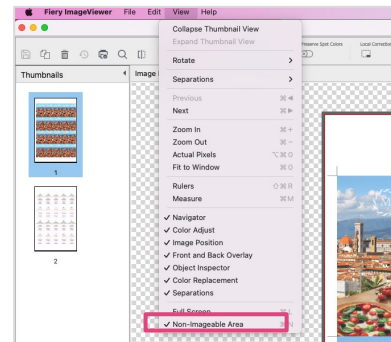 Fiery ImageViewer File Edit View Help
Preserve Spot Colors Local Correction
Thumbnails
Image
1
2
Collapse Thumbnail View
Expand Thumbnail View
Rotate >
Separations >
Previous ⌘◀
Next ⌘▶
Zoom In ⌘+
Zoom Out ⌘−
Actual Pixels ⌥⌘0
Fit to Window ⌘0
Rulers ⇧⌘R
Measure ⌘M
✓ Navigator
✓ Color Adjust
✓ Image Position
✓ Front and Back Overlay
✓ Object Inspector
✓ Color Replacement
✓ Separations
Full Screen ⌘L
✓ Non-Imageable Area ⌘N